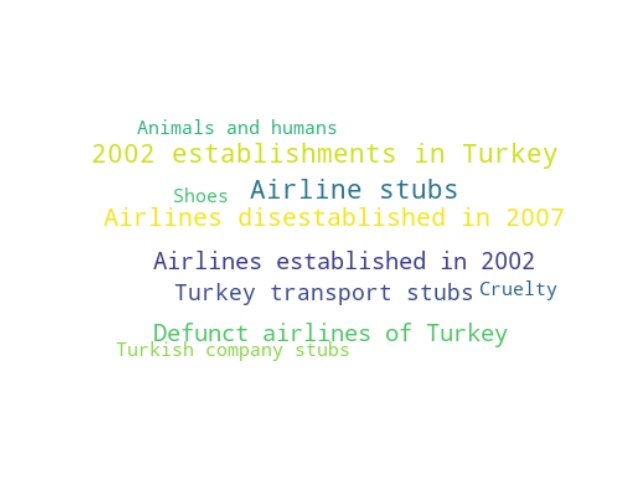 Animals and humans
2002 establishments in Turkey
Shoes Airline stubs
Airlines disestablished in 2007
Airlines established in 2002
Turkey transport stubs Cruelty
Defunct airlines of Turkey
Turkish company stubs